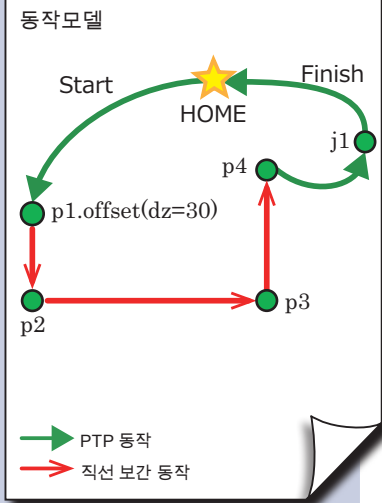 동작모델
Start
Finish
HOME
j1
p4
p1.offset(dz=30)
p2
p3
PTP 동작
직선 보간 동작